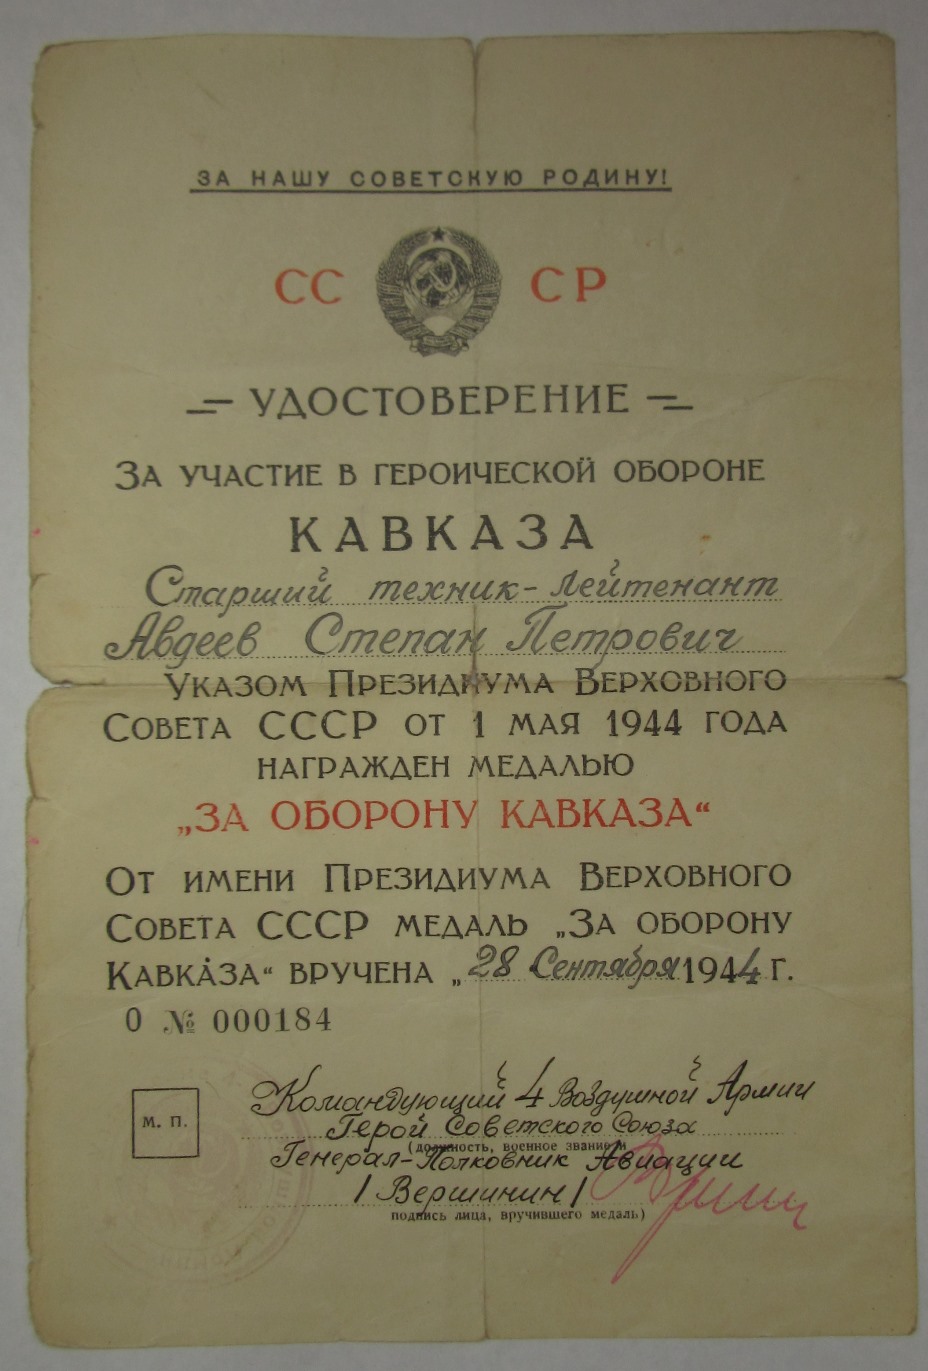 ЗА НАШУ СОВЕТСКУЮ РОДИНУ!
СС СР
УДОСТОВЕРЕНИЕ
ЗА УЧАСТИЕ В ГЕРОИЧЕСКОЙ ОБОРОНЕ
КАВКАЗА
Старший техник-лейтенант
Авдеев Степан Петрович
УКАЗОМ ПРЕЗИДИУМА ВЕРХОВНОГО
СОВЕТА СССР ОТ 1 МАЯ 1944 ГОДА
НАГРАЖДЕН МЕДАЛЬЮ
„ЗА ОБОРОНУ КАВКАЗА“
ОТ ИМЕНИ ПРЕЗИДИУМА ВЕРХОВНОГО
СОВЕТА СССР МЕДАЛЬ „ЗА ОБОРОНУ
КАВКАЗА“ ВРУЧЕНА „28 Сентября 1944 Г.
О № 000184
М. П.
Командующий 4 Воздушной Армии
Герой Советского Союза
(должность, военное звание и
Генерал-Полковник Авиации
/Вершинин/
подпись лица, вручившего медаль)